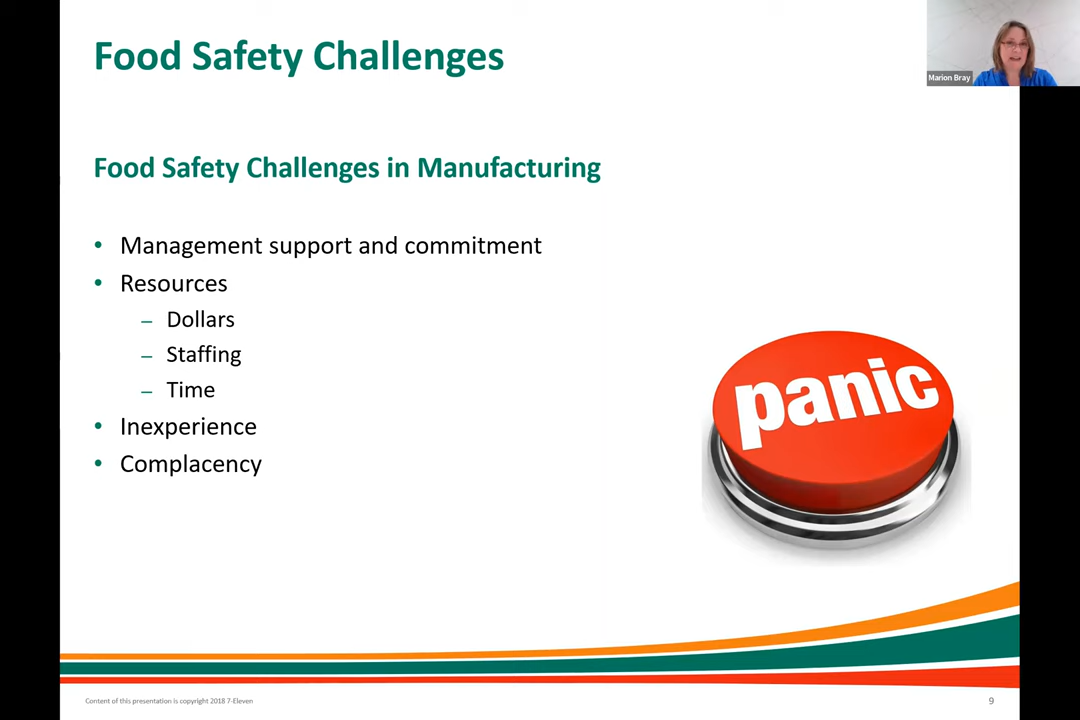 Food Safety Challenges
Marion Bray
Food Safety Challenges in Manufacturing
• Management support and commitment
• Resources
– Dollars
– Staffing
– Time
• Inexperience
• Complacency
panic
Content of this presentation is copyright 2018 7-Eleven
9